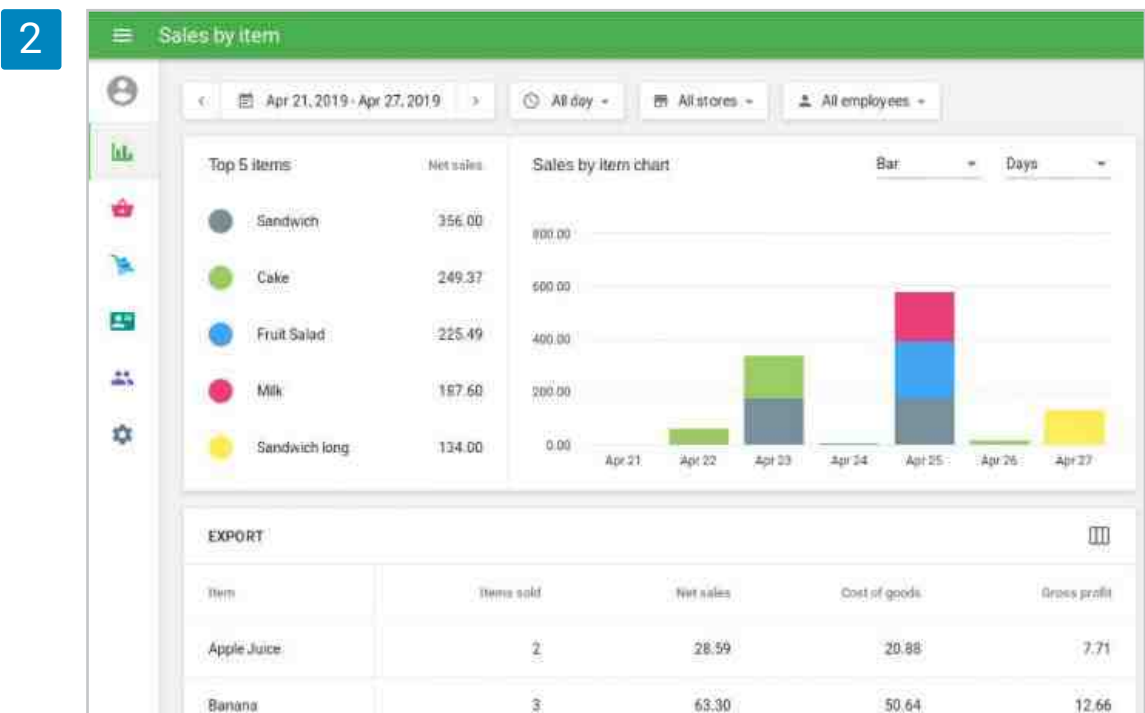 2
Sales by item
Apr 21, 2019 - Apr 27, 2019
All day
All stores
All employees
Top 5 items
Net sales
Sandwich
356.00
Cake
249.37
Fruit Salad
225.49
Milk
187.60
Sandwich long
134.00
Sales by item chart
Bar
Days
800.00
600.00
400.00
200.00
0.00
Apr 21 Apr 22 Apr 23 Apr 24 Apr 25 Apr 26 Apr 27
EXPORT
Item Items sold Net sales Cost of goods Gross profit
Apple Juice 2 28.59 20.88 7.71
Banana 3 63.30 50.64 12.66